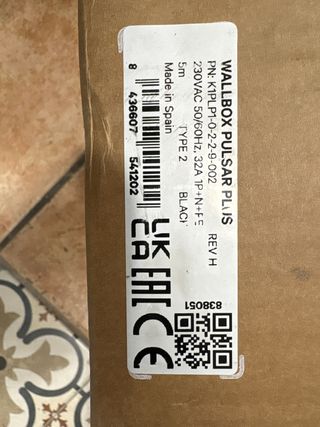 WALLBOX PULSAR PLUS
PN: K1PLP1-0-2-2-9-002 REV H
230VAC 50/60Hz, 32A 1P+N+PE
5m TYPE 2 BLACK
Made in Spain
8 436607 541202
UK
CA
EAC
CE
838051